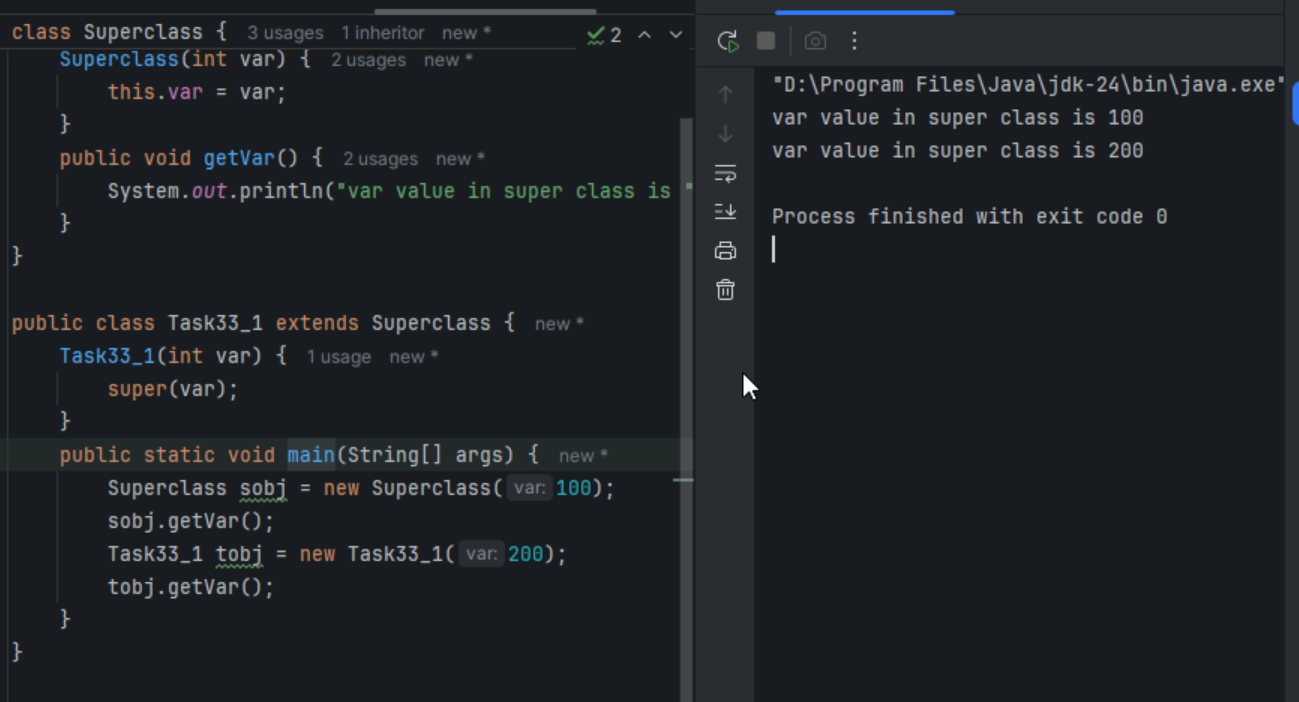 class Superclass { 3 usages 1 inheritor new *
2
Superclass(int var) { 2 usages new *
this.var = var;
}
public void getVar() { 2 usages new *
System.out.println("var value in super class is "
}
}
public class Task33_1 extends Superclass { new *
Task33_1(int var) { 1 usage new *
super(var);
}
public static void main(String[] args) { new *
Superclass sobj = new Superclass( var: 100);
sobj.getVar();
Task33_1 tobj = new Task33_1( var: 200);
tobj.getVar();
}
}
"D:\Program Files\Java\jdk-24\bin\java.exe"
var value in super class is 100
var value in super class is 200
Process finished with exit code 0